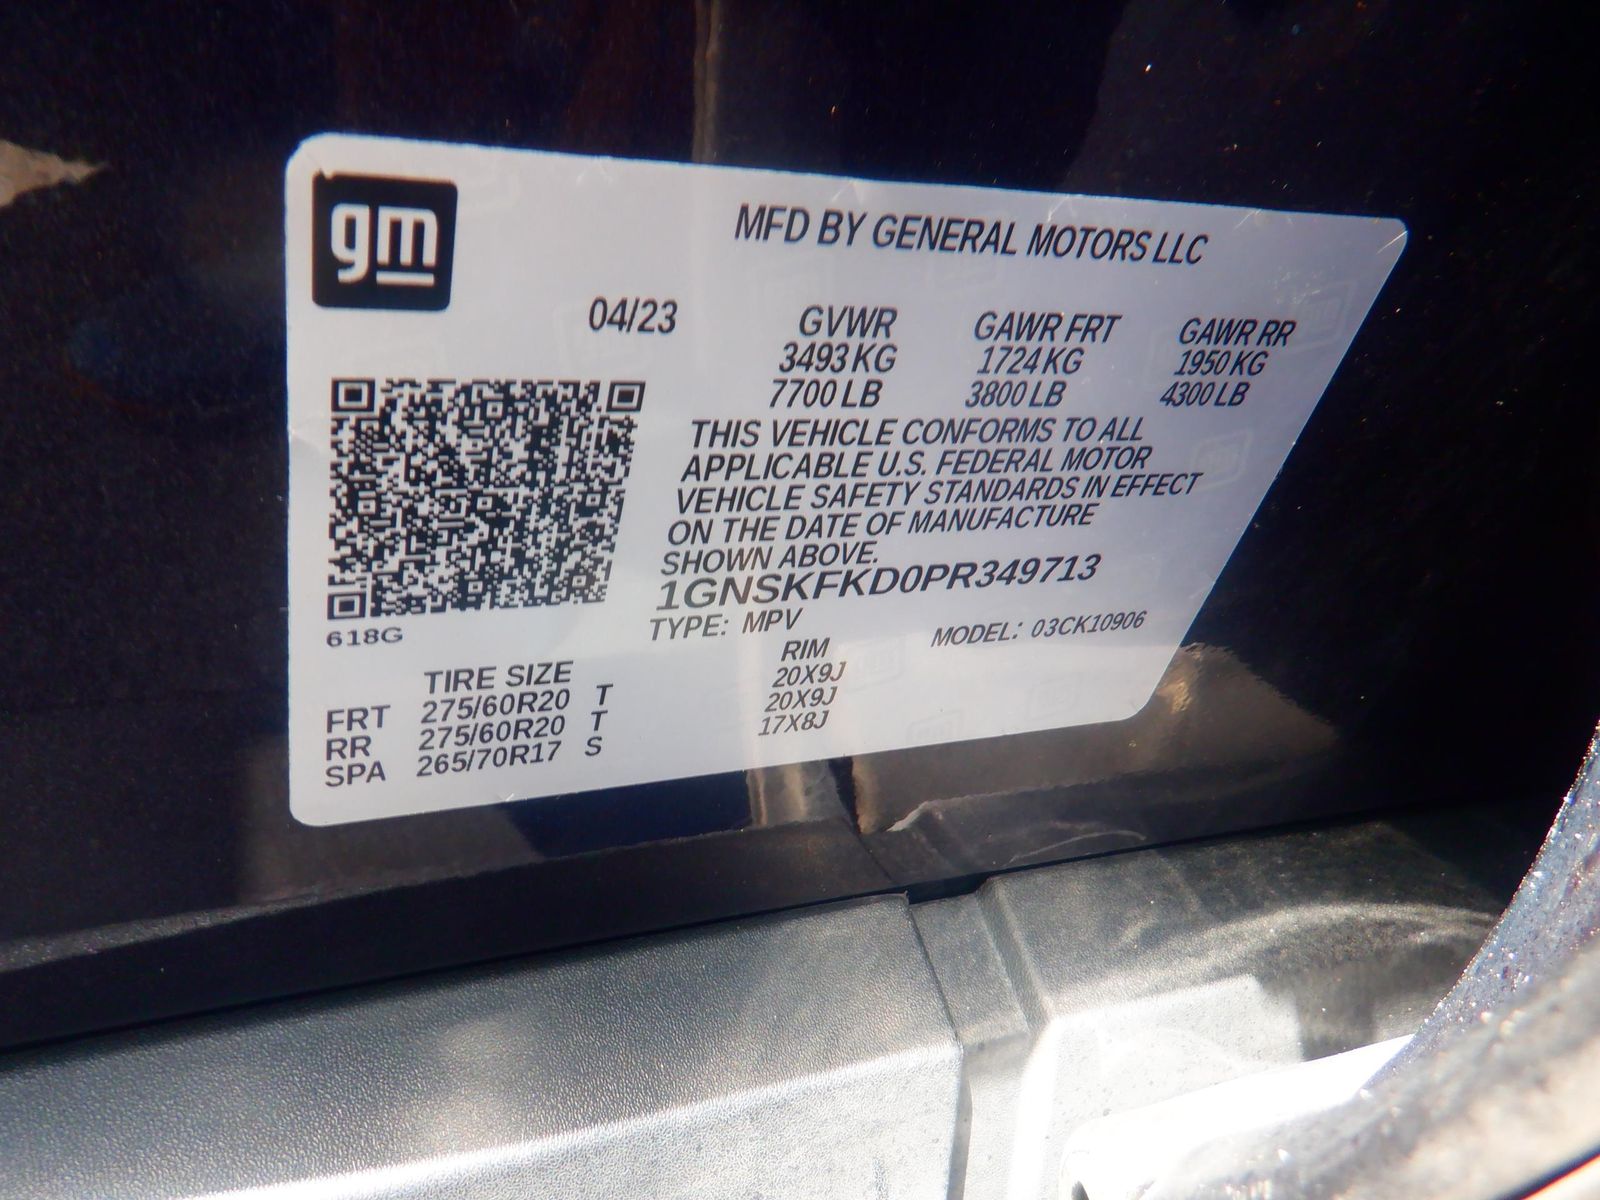 gm
MFD BY GENERAL MOTORS LLC
04/23
GVWR GAWR FRT GAWR RR
3493 KG 1724 KG 1950 KG
7700 LB 3800 LB 4300 LB
THIS VEHICLE CONFORMS TO ALL
APPLICABLE U.S. FEDERAL MOTOR
VEHICLE SAFETY STANDARDS IN EFFECT
ON THE DATE OF MANUFACTURE
SHOWN ABOVE.
1GNSKFKD0PR349713
TYPE: MPV MODEL: 03CK10906
618G
TIRE SIZE RIM
FRT 275/60R20 T 20X9J
RR 275/60R20 T 20X9J
SPA 265/70R17 S 17X8J